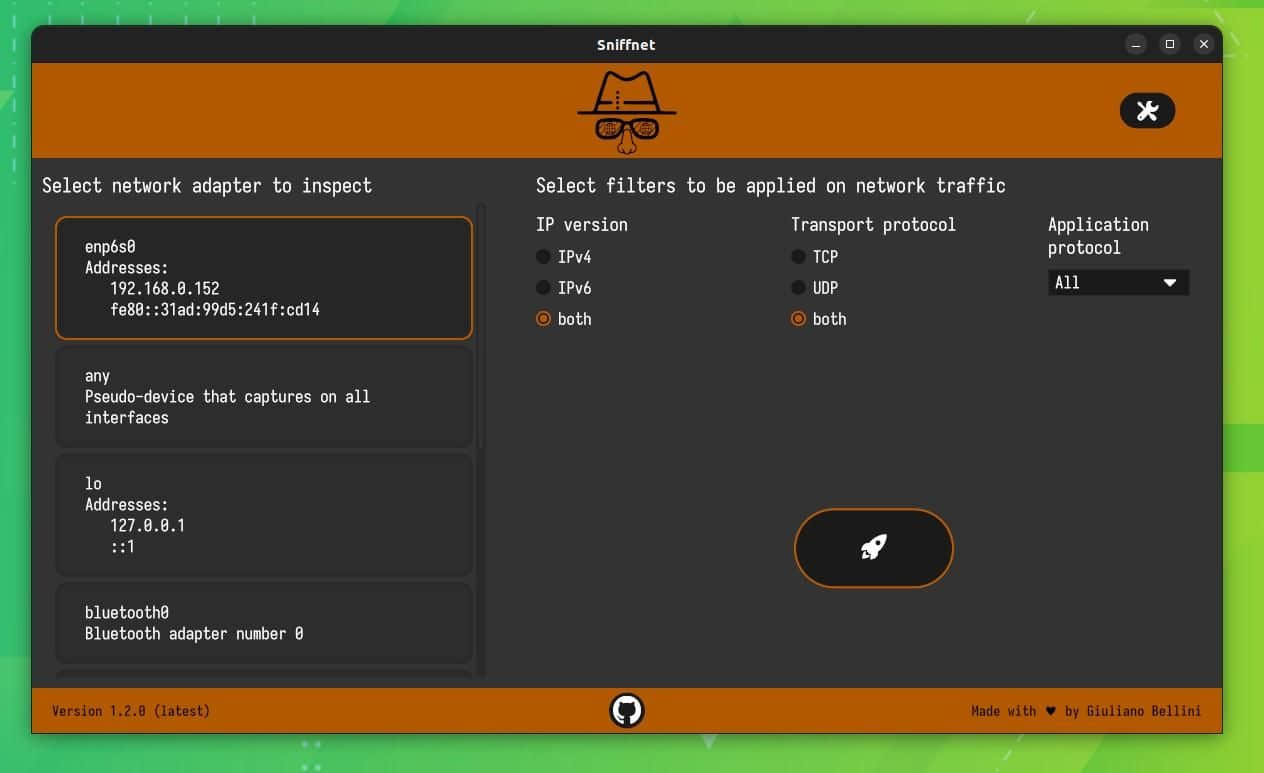 Sniffnet
Select network adapter to inspect
enp6s0
Addresses:
192.168.0.152
fe80::31ad:99d5:241f:cd14
any
Pseudo-device that captures on all
interfaces
lo
Addresses:
127.0.0.1
::1
bluetooth0
Bluetooth adapter number 0
Select filters to be applied on network traffic
IP version
IPv4
IPv6
both
Transport protocol
TCP
UDP
both
Application
protocol
All
Version 1.2.0 (latest)
Made with ♥ by Giuliano Bellini